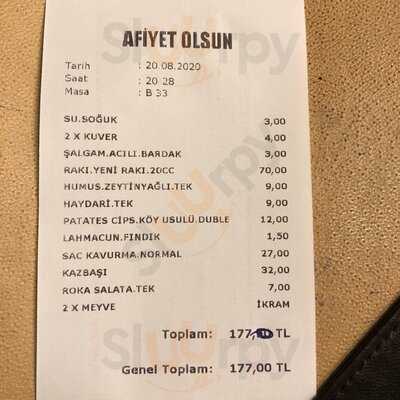 AFİYET OLSUN
Tarih : 20.08.2020
Saat : 20:28
Masa : B 33
SU.SOĞUK 3,00
2 X KUVER 4,00
ŞALGAM.ACILI.BARDAK 3,00
RAKI.YENİ RAKI.20CC 70,00
HUMUS.ZEYTİNYAĞLI.TEK 9,00
HAYDARİ.TEK 9,00
PATATES CİPS.KÖY USULÜ.DUBLE 12,00
LAHMACUN.FINDIK 1,50
SAC KAVURMA.NORMAL 27,00
KAZBAŞI 32,00
ROKA SALATA.TEK 7,00
2 X MEYVE İKRAM
Toplam: 177, TL
Genel Toplam: 177,00 TL
Sluurpy
Sluurpy
Sluurpy